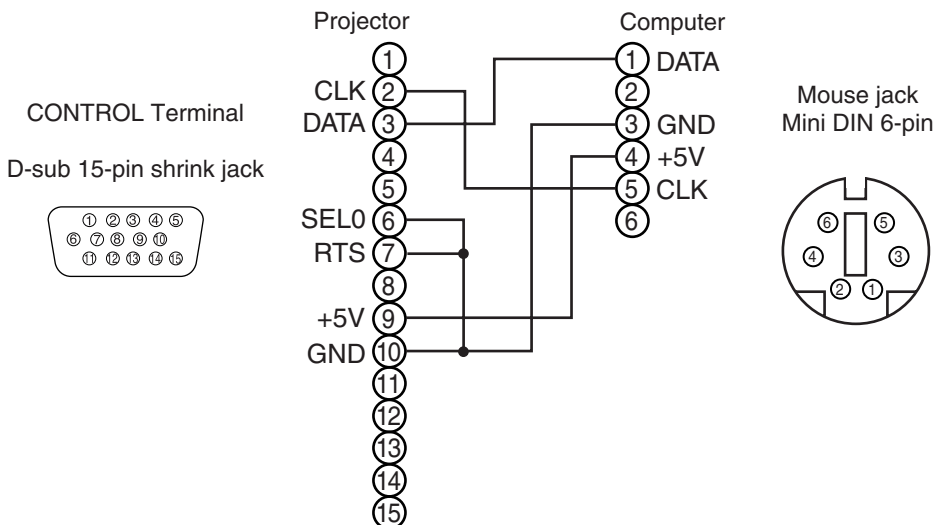 Projector
Computer
CONTROL Terminal
D-sub 15-pin shrink jack
① ② ③ ④ ⑤
⑥ ⑦ ⑧ ⑨ ⑩
⑪ ⑫ ⑬ ⑭ ⑮
1
CLK 2
DATA 3
4
5
SEL0 6
RTS 7
8
+5V 9
GND 10
11
12
13
14
15
1 DATA
2
3 GND
4 +5V
5 CLK
6
Mouse jack
Mini DIN 6-pin
6 5
4 3
2 1